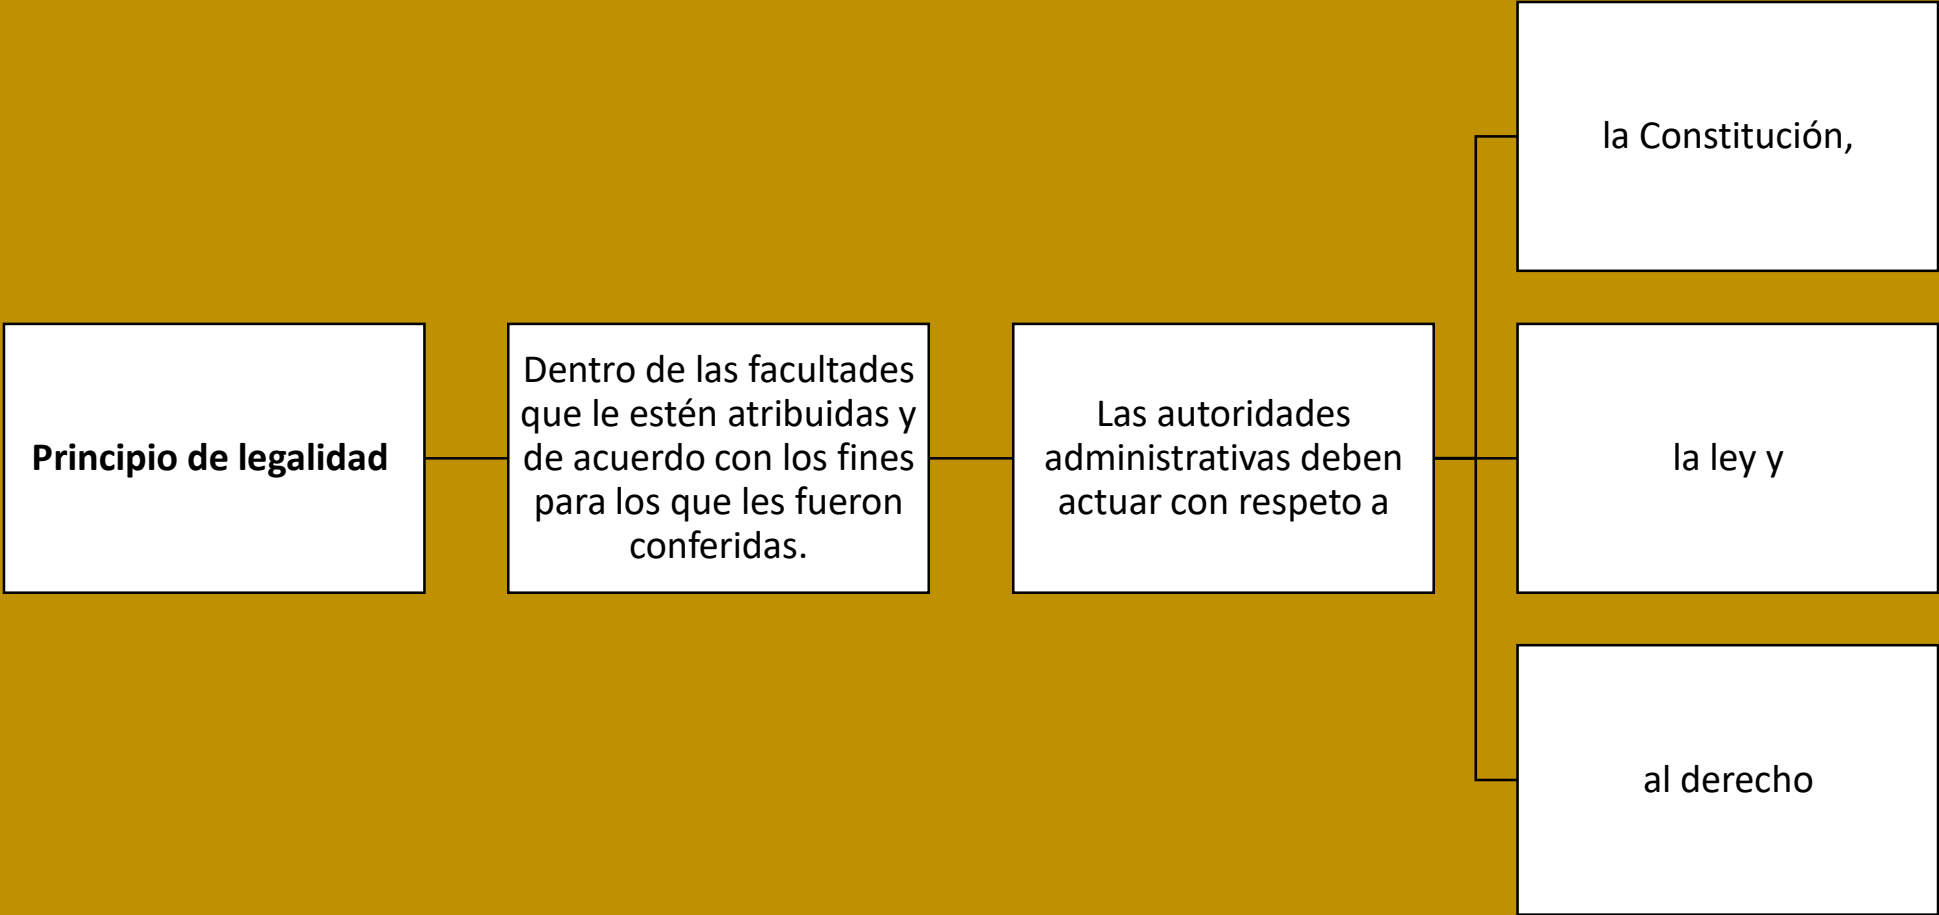 Principio de legalidad
Dentro de las facultades
que le estén atribuidas y
de acuerdo con los fines
para los que les fueron
conferidas.
Las autoridades
administrativas deben
actuar con respeto a
la Constitución,
la ley y
al derecho